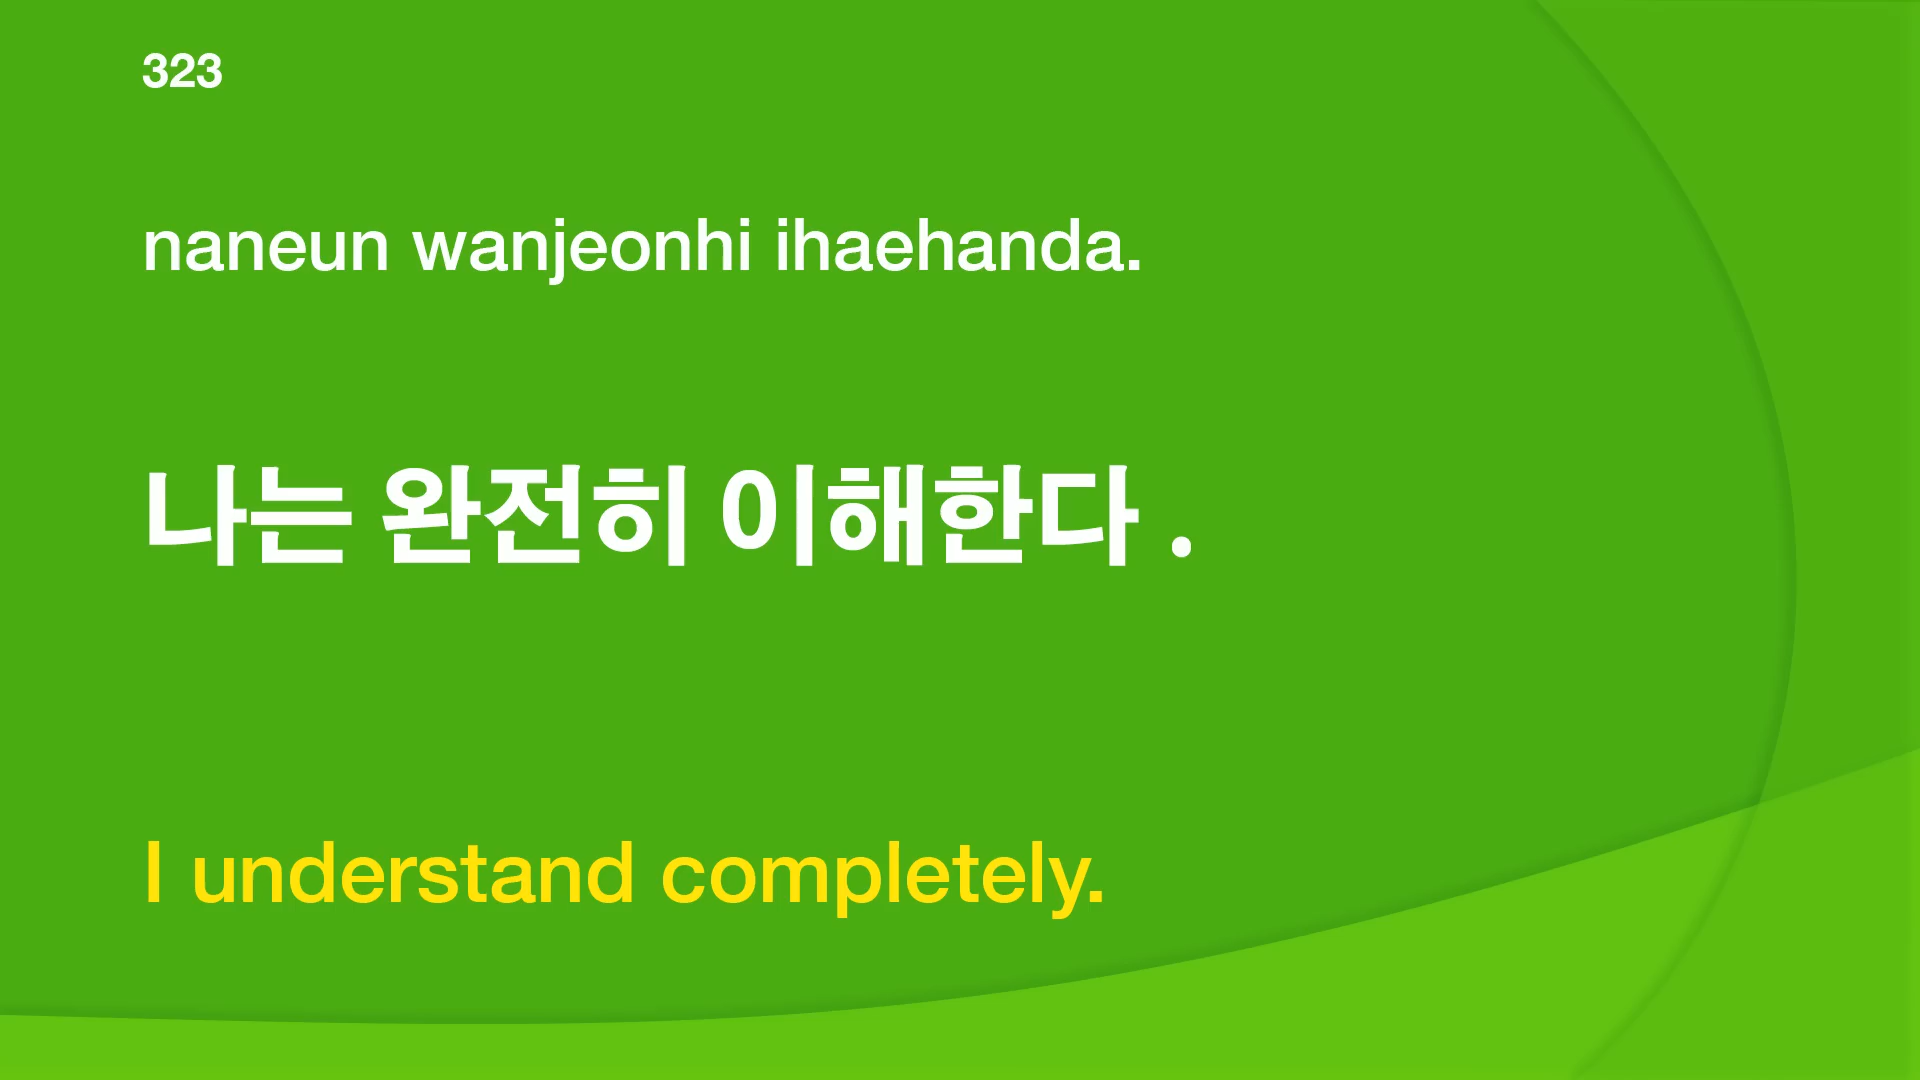 323
naneun wanjeonhi ihaehanda.
나는 완전히 이해한다 .
I understand completely.